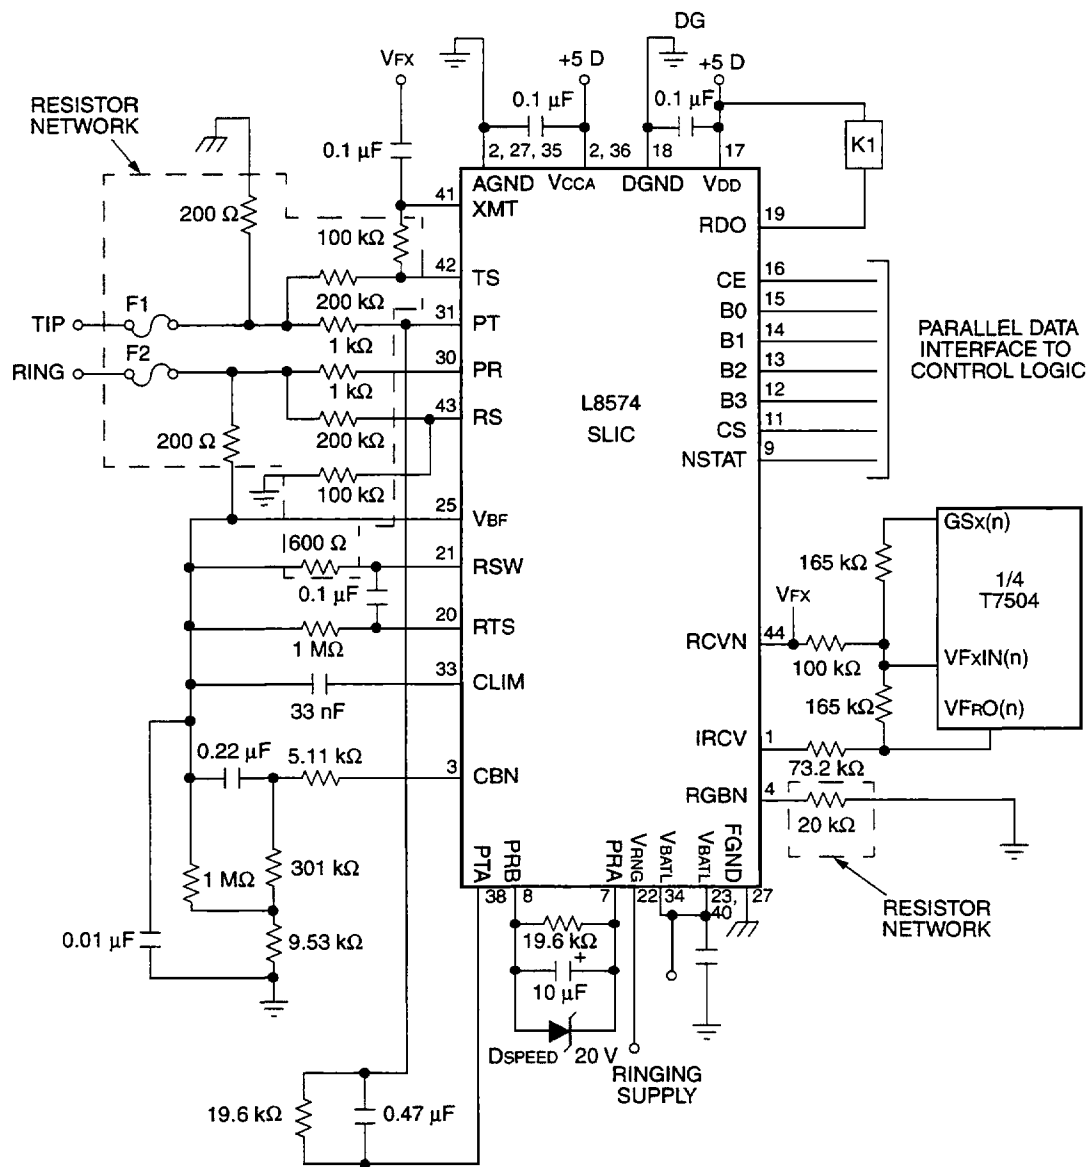 DG
VFX
+5 D
+5 D
RESISTOR
NETWORK
0.1 µF
0.1 µF
K1
0.1 µF
2, 27, 35
2, 36
18
17
AGND
VCCA
DGND
VDD
41
XMT
19
RDO
200 Ω
100 kΩ
42
TS
16
CE
200 kΩ
15
B0
F1
TIP
31
PT
14
B1
1 kΩ
PARALLEL DATA
INTERFACE TO
CONTROL LOGIC
F2
RING
30
PR
13
B2
1 kΩ
L8574
SLIC
12
B3
43
RS
11
CS
200 Ω
200 kΩ
9
NSTAT
100 kΩ
25
VBF
GSX(n)
600 Ω
21
RSW
165 kΩ
1/4
T7504
0.1 µF
VFX
20
RTS
44
RCVN
1 MΩ
100 kΩ
VFXIN(n)
33
CLIM
165 kΩ
VFRO(n)
33 nF
IRCV
1
0.22 µF
5.11 kΩ
3
CBN
73.2 kΩ
RGBN
4
20 kΩ
PTA
PRB
PRA
VRNG
VBATL
VBATL
FGND
38
8
7
22
34
23,
40
27
1 MΩ
301 kΩ
RESISTOR
NETWORK
0.01 µF
9.53 kΩ
19.6 kΩ
+
10 µF
DSPEED
20 V
RINGING
SUPPLY
19.6 kΩ
0.47 µF